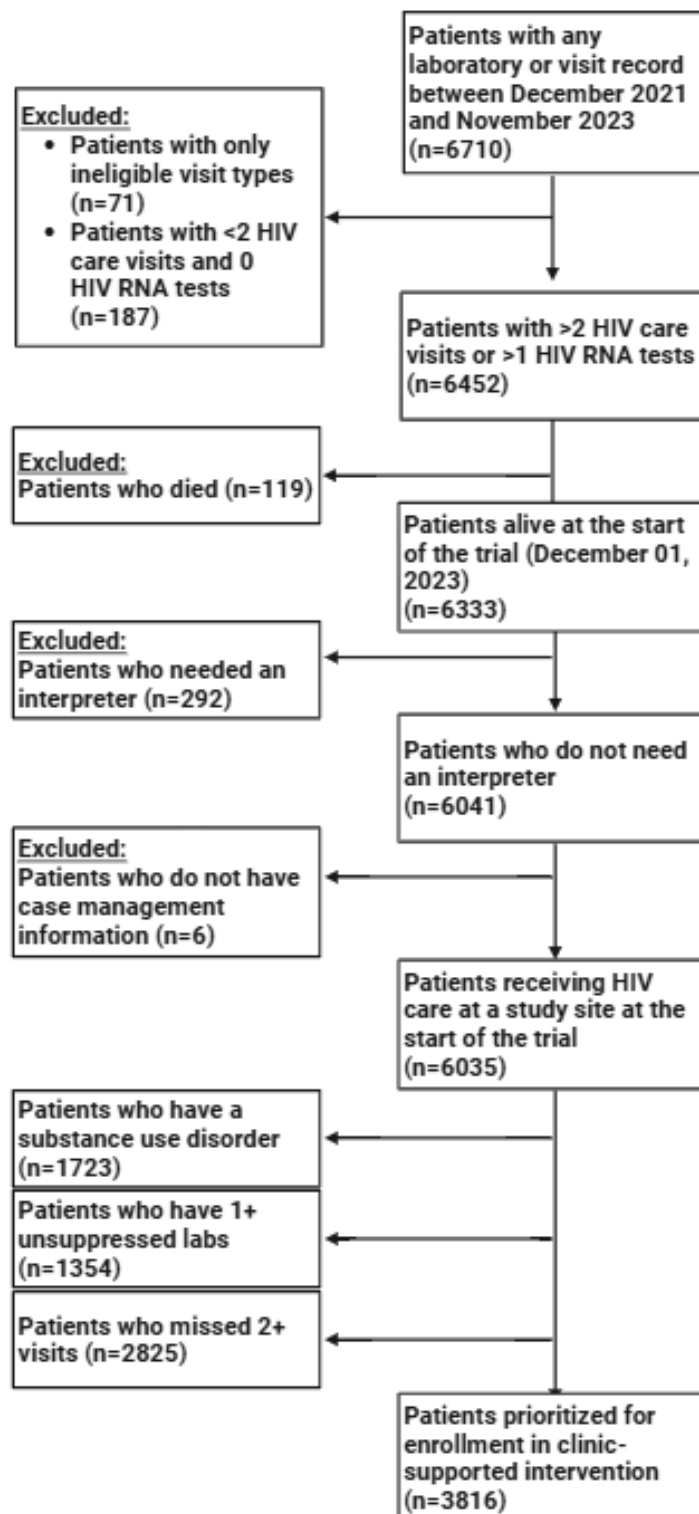 Patients with any
laboratory or visit record
between December 2021
and November 2023
(n=6710)
Excluded:
• Patients with only
ineligible visit types
(n=71)
• Patients with <2 HIV
care visits and 0
HIV RNA tests
(n=187)
Patients with >2 HIV care
visits or >1 HIV RNA tests
(n=6452)
Excluded:
Patients who died (n=119)
Patients alive at the start
of the trial (December 01,
2023)
(n=6333)
Excluded:
Patients who needed an
interpreter (n=292)
Patients who do not need
an interpreter
(n=6041)
Excluded:
Patients who do not have
case management
information (n=6)
Patients receiving HIV
care at a study site at the
start of the trial
(n=6035)
Patients who have a
substance use disorder
(n=1723)
Patients who have 1+
unsuppressed labs
(n=1354)
Patients who missed 2+
visits (n=2825)
Patients prioritized for
enrollment in clinic-
supported intervention
(n=3816)